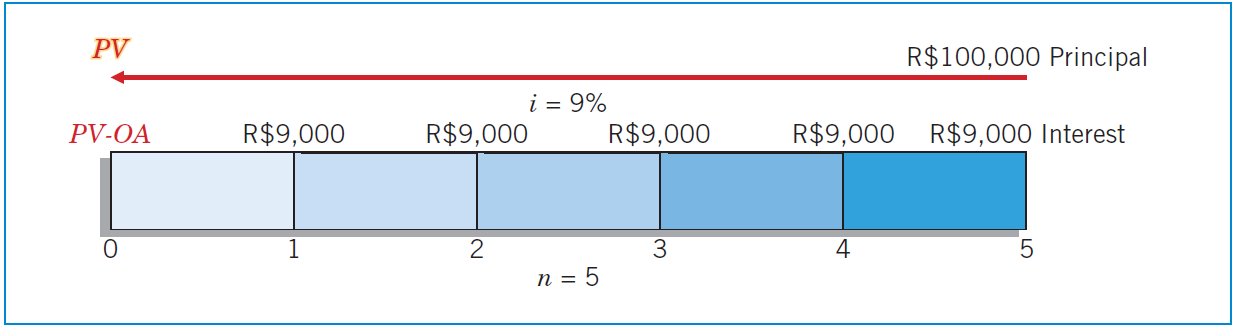 PV
R$100,000 Principal
i = 9%
PV-OA R$9,000 R$9,000 R$9,000 R$9,000 R$9,000 Interest
0 1 2 3 4 5
n = 5